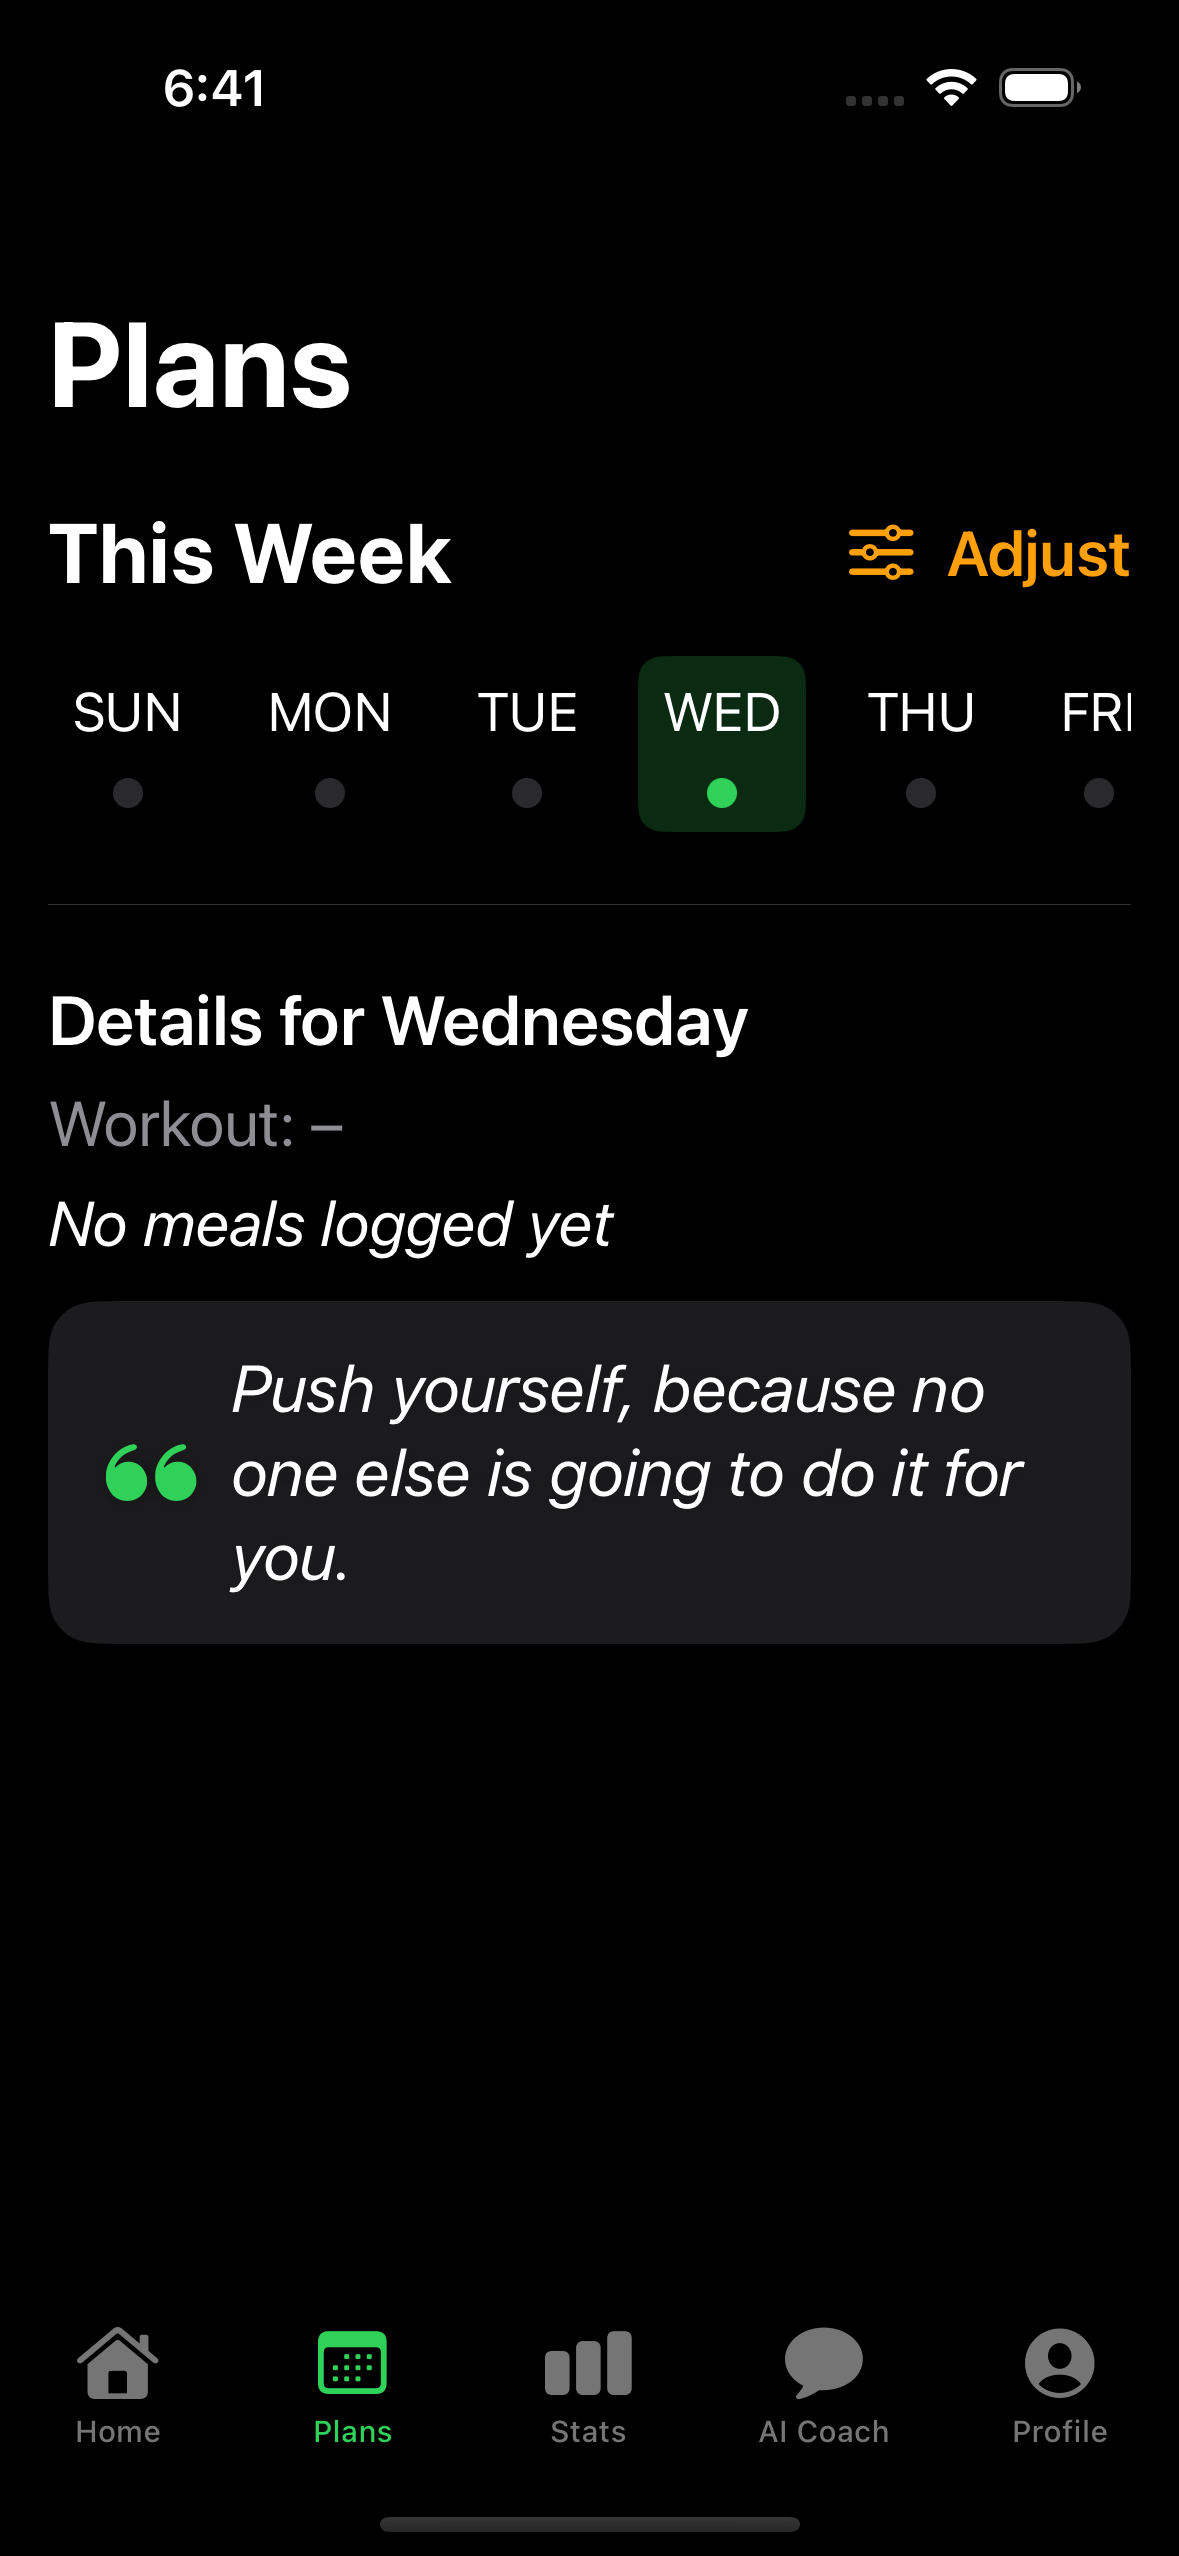 6:41
Plans
This Week
Adjust
SUN MON TUE WED THU FRI
Details for Wednesday
Workout: –
No meals logged yet
Push yourself, because no
one else is going to do it for
you.
Home Plans Stats AI Coach Profile